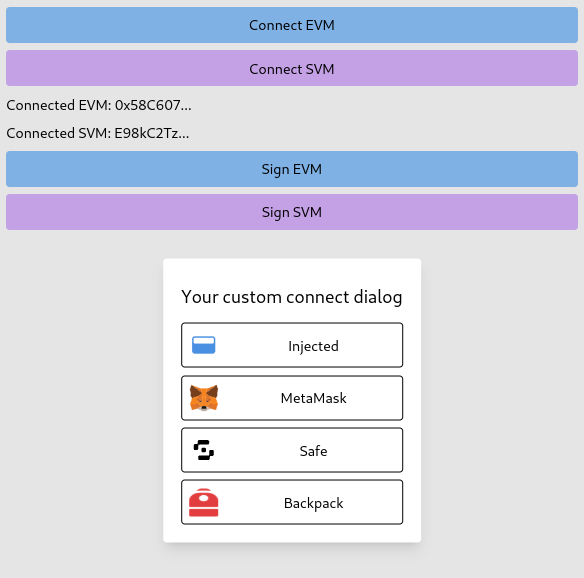 Connect EVM
Connect SVM
Connected EVM: 0x58C607...
Connected SVM: E98kC2Tz...
Sign EVM
Sign SVM
Your custom connect dialog
Injected
MetaMask
Safe
Backpack